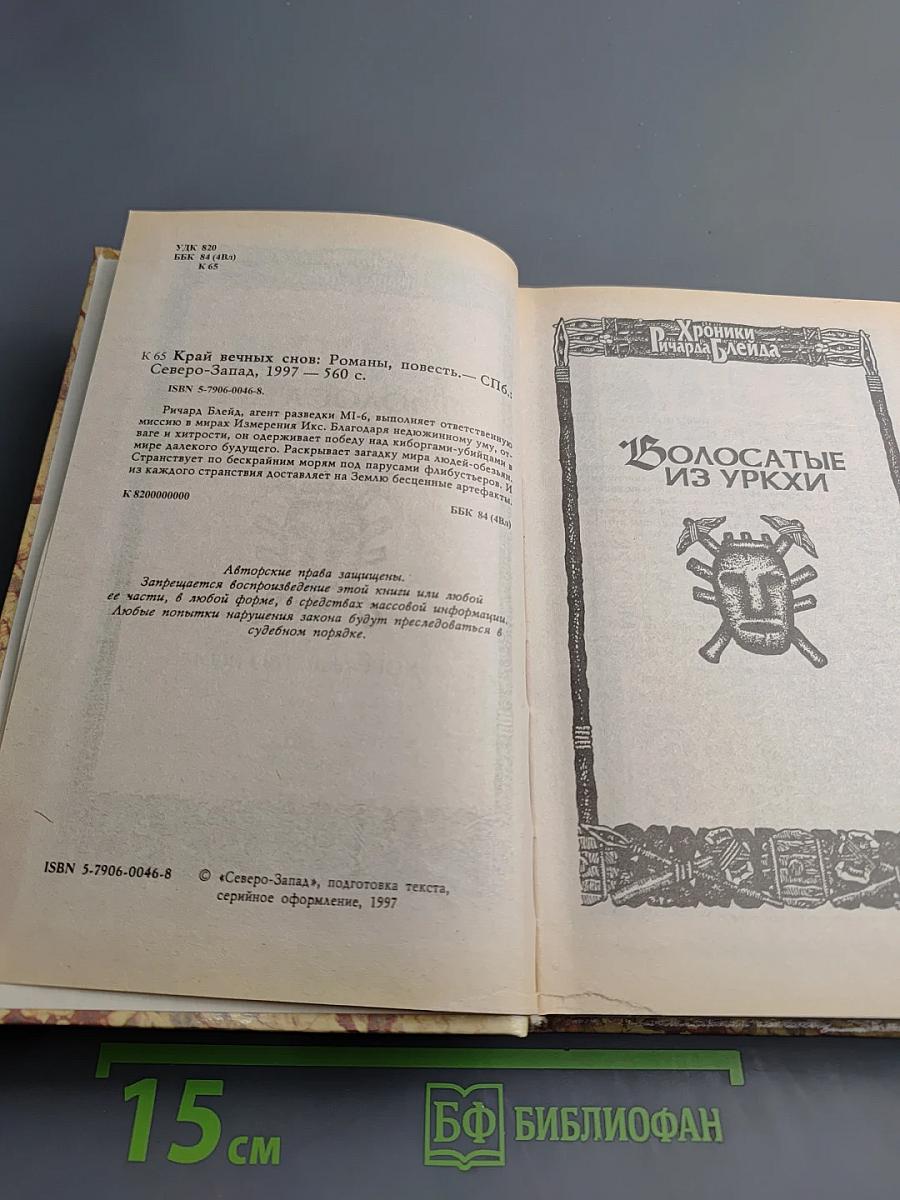 УДК 820
ББК 84 (4Вл)
К 65
К 65 Край вечных снов: Романы, повесть.— СПб.:
Северо-Запад, 1997 — 560 с.
ISBN 5-7906-0046-8.
Ричард Блейд, агент разведки MI-6, выполняет ответственную
миссию в мирах Измерения Икс. Благодаря недюжинному уму, от-
ваге и хитрости, он одерживает победу над киборгами-убийцами в
мире далекого будущего. Раскрывает загадку мира людей-обезьян.
Странствует по бескрайним морям под парусами флибустьеров. И
из каждого странствия доставляет на Землю бесценные артефакты.
К 8200000000
ББК 84 (4Вл)
Авторские права защищены.
Запрещается воспроизведение этой книги или любой
ее части, в любой форме, в средствах массовой информации.
Любые попытки нарушения закона будут преследоваться в
судебном порядке.
ISBN 5-7906-0046-8
© «Северо-Запад», подготовка текста,
серийное оформление, 1997
Хроники
Ричарда Блейда
Волосатые
из Уркхи
15 см
БФ БИБЛИОФАН